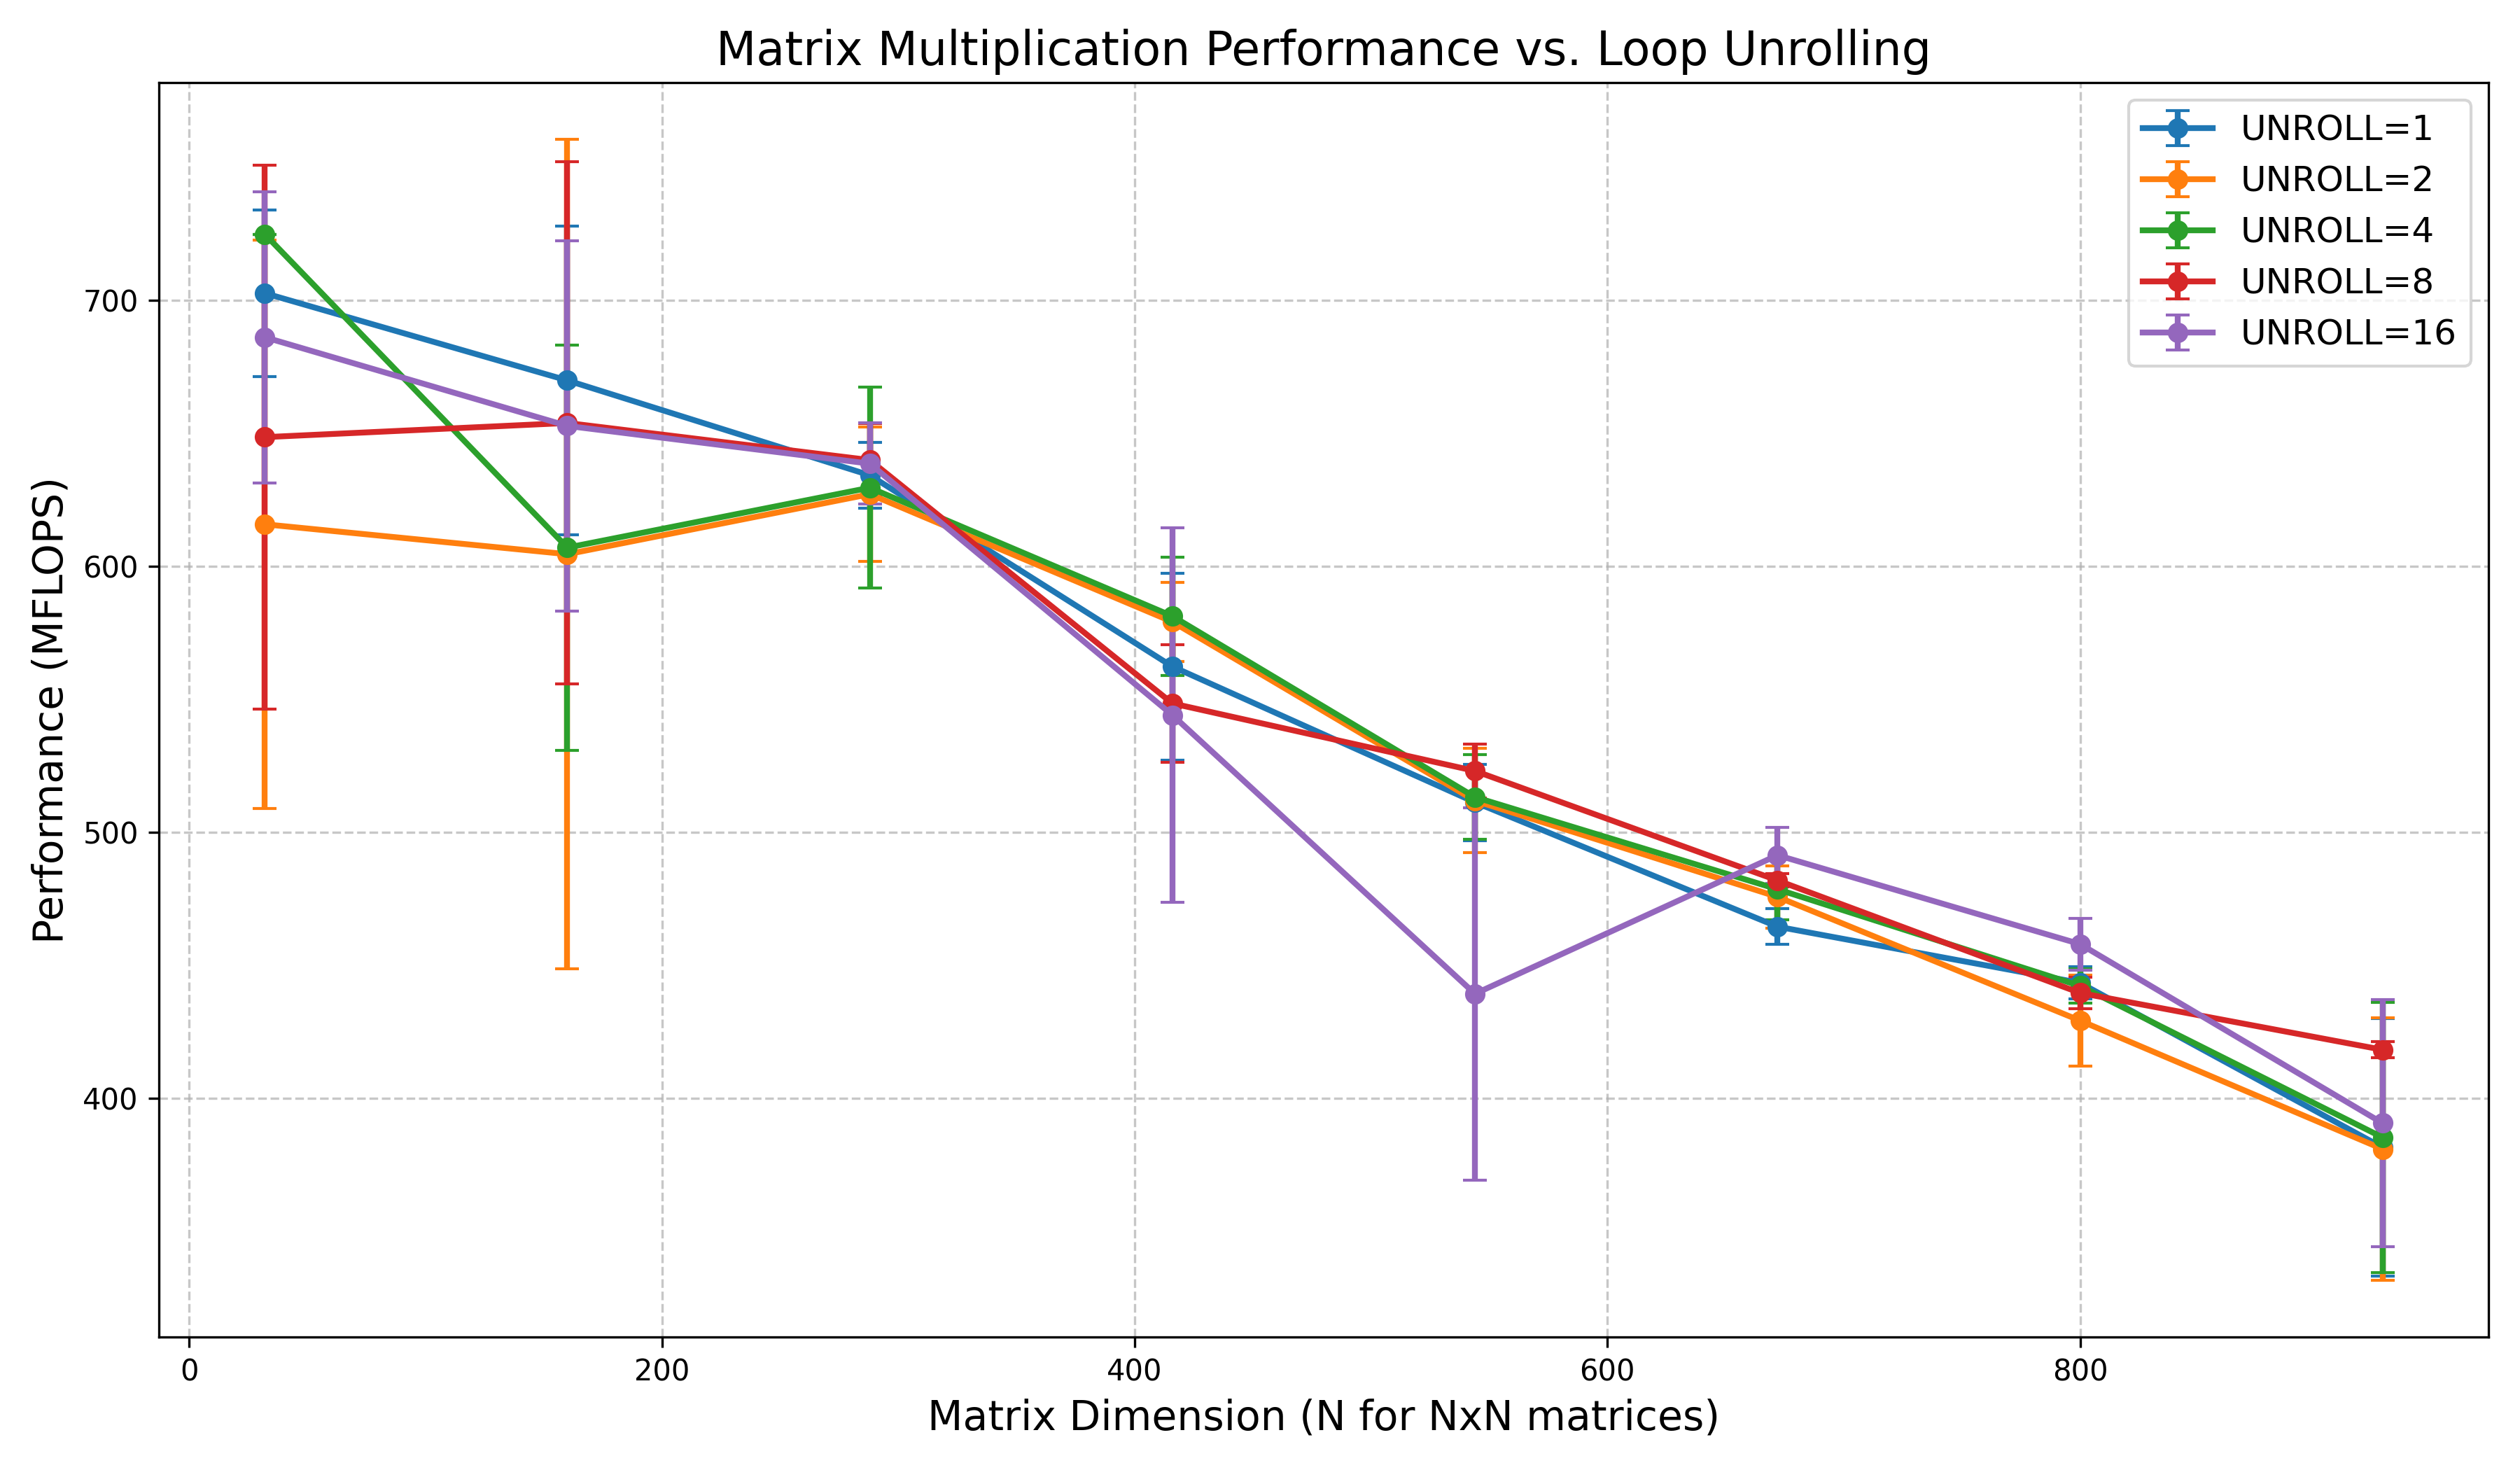 Matrix Multiplication Performance vs. Loop Unrolling
UNROLL=1
UNROLL=2
UNROLL=4
UNROLL=8
UNROLL=16
Performance (MFLOPS)
700
600
500
400
0
200
400
600
800
Matrix Dimension (N for NxN matrices)